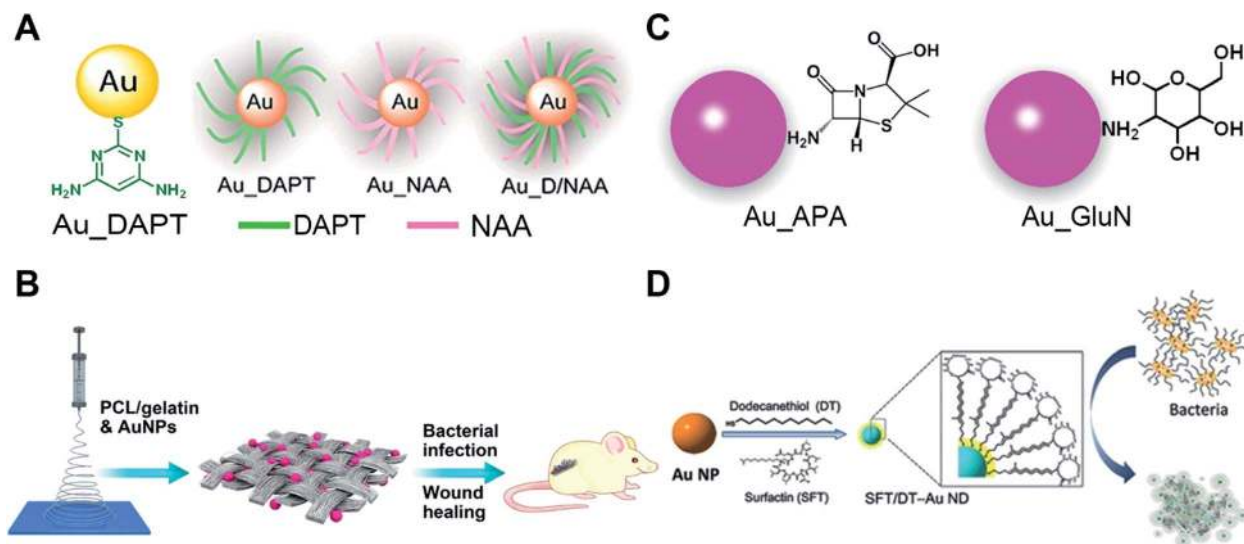 A
Au
S
N
N
H₂N
NH₂
Au_DAPT
Au
Au
Au
Au_DAPT
Au_NAA
Au_D/NAA
DAPT
NAA
C
O
OH
O
N
S
H₂N
H
Au_APA
OH
HO
O
NH₂
OH
OH
Au_GluN
B
PCL/gelatin
& AuNPs
Bacterial
infection
Wound
healing
D
Au NP
Dodecanethiol (DT)
HS
Surfactin (SFT)
SFT/DT–Au ND
Bacteria